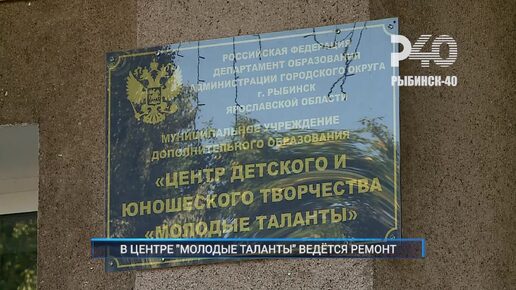 РОССИЙСКАЯ ФЕДЕРАЦИЯ
ДЕПАРТАМЕНТ ОБРАЗОВАНИЯ
АДМИНИСТРАЦИИ ГОРОДСКОГО ОКРУГА
г. РЫБИНСК
ЯРОСЛАВСКОЙ ОБЛАСТИ
МУНИЦИПАЛЬНОЕ УЧРЕЖДЕНИЕ
ДОПОЛНИТЕЛЬНОГО ОБРАЗОВАНИЯ
«ЦЕНТР ДЕТСКОГО И
ЮНОШЕСКОГО ТВОРЧЕСТВА
«МОЛОДЫЕ ТАЛАНТЫ»
Р40
РЫБИНСК-40
В ЦЕНТРЕ "МОЛОДЫЕ ТАЛАНТЫ" ВЕДЁТСЯ РЕМОНТ